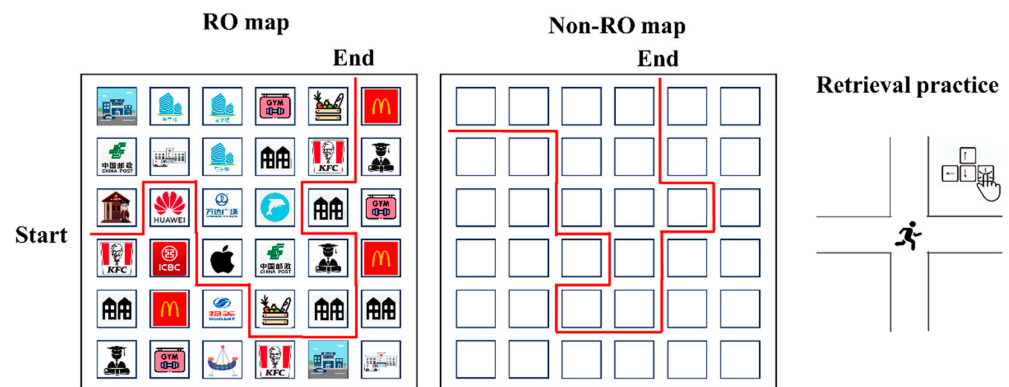 RO map
Non-RO map
End
End
Retrieval practice
Start
GYM
中国邮政
CHINA POST
KFC
HUAWEI
万达广场
GYM
KFC
ICBC
中国邮政
CHINA POST
WUMART
GYM
KFC